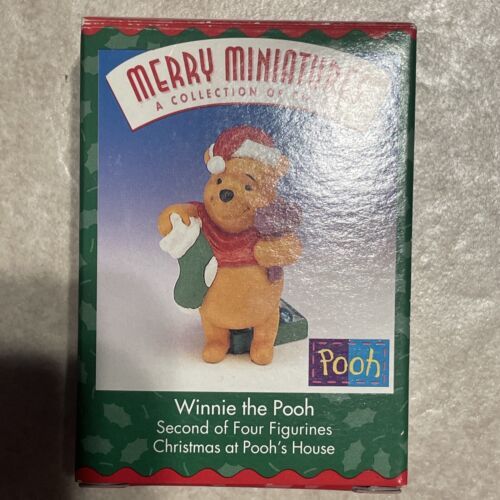 MERRY MINIATURES
A COLLECTION OF
Pooh
Winnie the Pooh
Second of Four Figurines
Christmas at Pooh's House